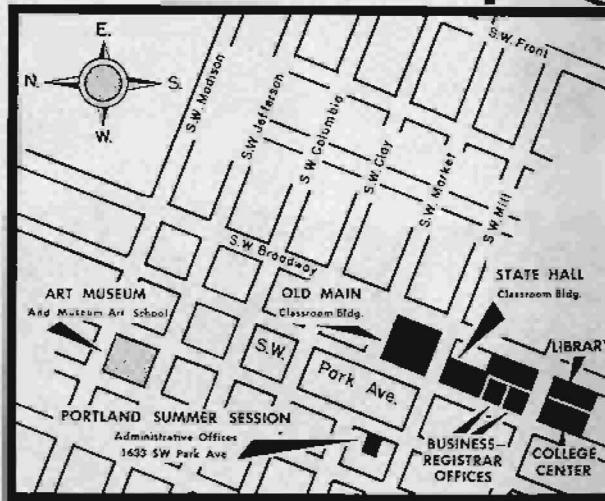 E.
N.
S.
W.
S.W. Front
S.W. Madison
S.W. Jefferson
S.W. Columbia
S.W. Clay
S.W. Market
S.W. Mill
S.W. Broadway
ART MUSEUM
And Museum Art School
OLD MAIN
Classroom Bldg.
STATE HALL
Classroom Bldg.
LIBRARY
S.W.
Park Ave.
PORTLAND SUMMER SESSION
Administrative Offices
1633 SW Park Ave
BUSINESS—
REGISTRAR
OFFICES
COLLEGE
CENTER